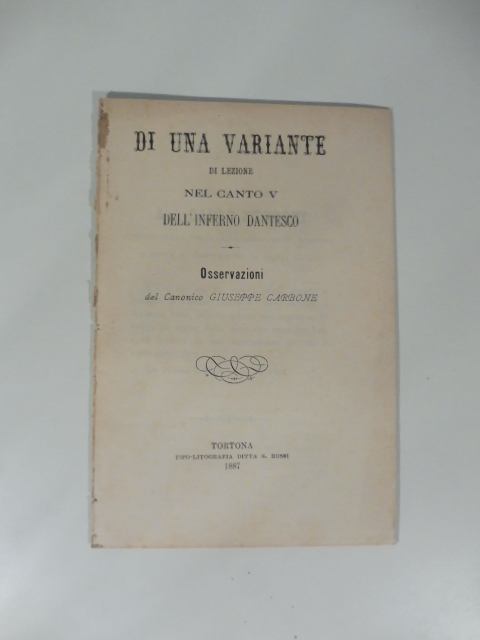 DI UNA VARIANTE
DI LEZIONE
NEL CANTO V
DELL'INFERNO DANTESCO
Osservazioni
del Canonico GIUSEPPE CARBONE
TORTONA
TIPO-LITOGRAFIA DITTA S. ROSSI
1887